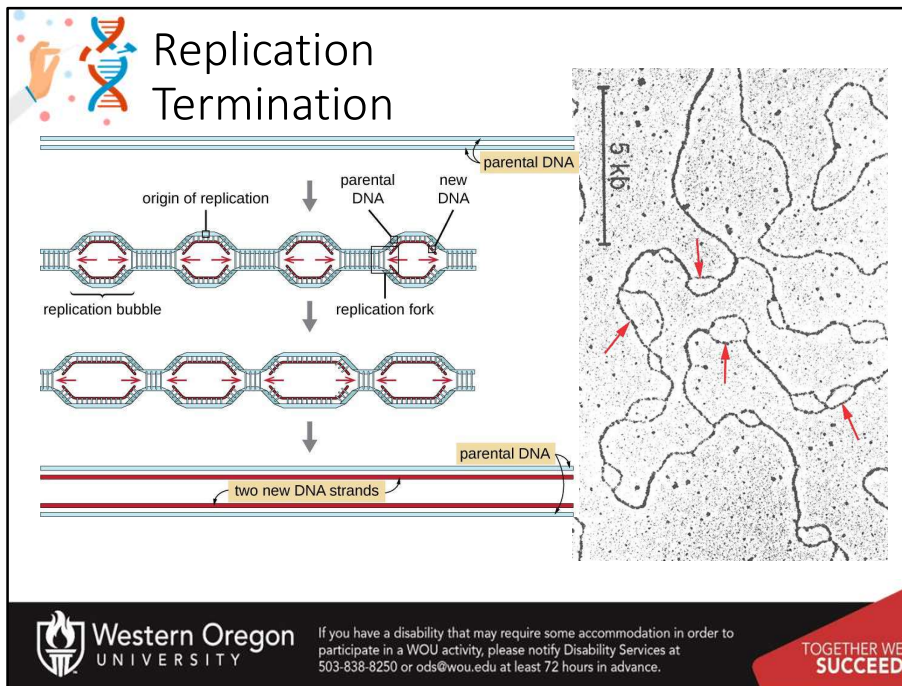 Replication
Termination
parental DNA
origin of replication
parental
DNA
new
DNA
5 kb
replication bubble
replication fork
parental DNA
two new DNA strands
Western Oregon
UNIVERSITY
If you have a disability that may require some accommodation in order to
participate in a WOU activity, please notify Disability Services at
503-838-8250 or ods@wou.edu at least 72 hours in advance.
TOGETHER WE
SUCCEED